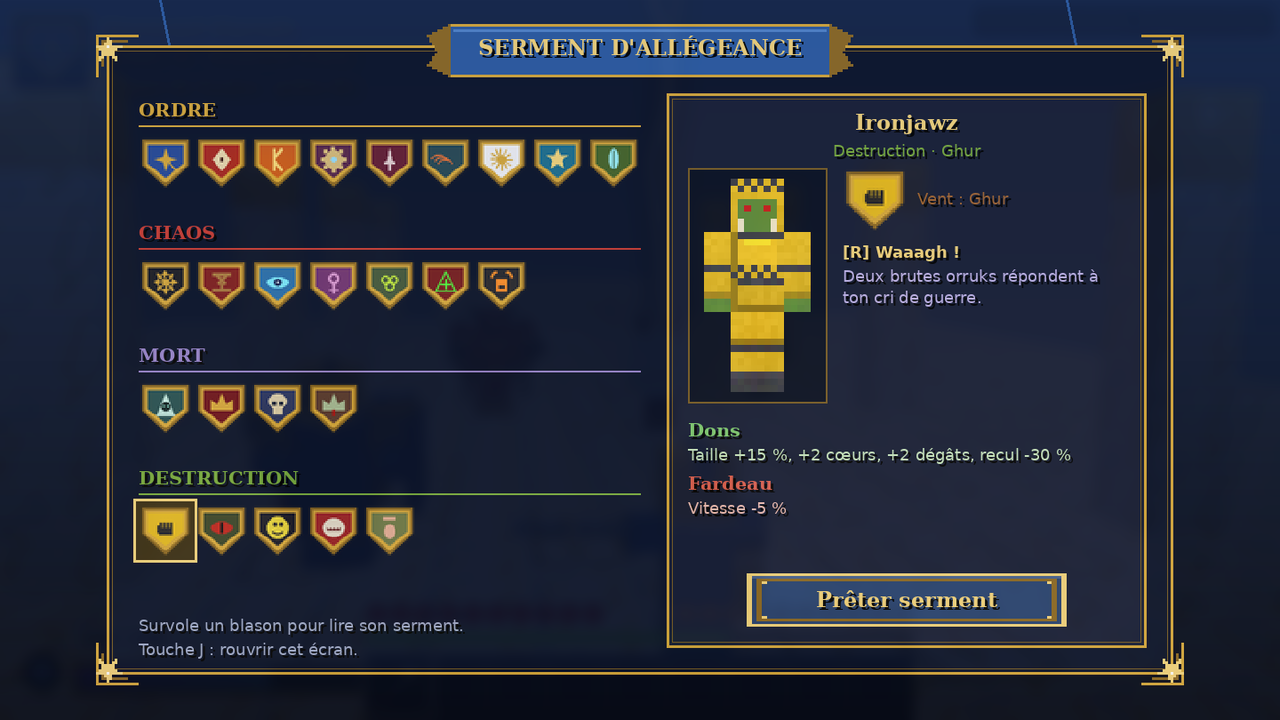 SERMENT D'ALLÉGEANCE
ORDRE
CHAOS
MORT
DESTRUCTION
Survole un blason pour lire son serment.
Touche J : rouvrir cet écran.
Ironjawz
Destruction · Ghur
Vent : Ghur
[R] Waaagh !
Deux brutes orruks répondent à
ton cri de guerre.
Dons
Taille +15 %, +2 cœurs, +2 dégâts, recul -30 %
Fardeau
Vitesse -5 %
Prêter serment